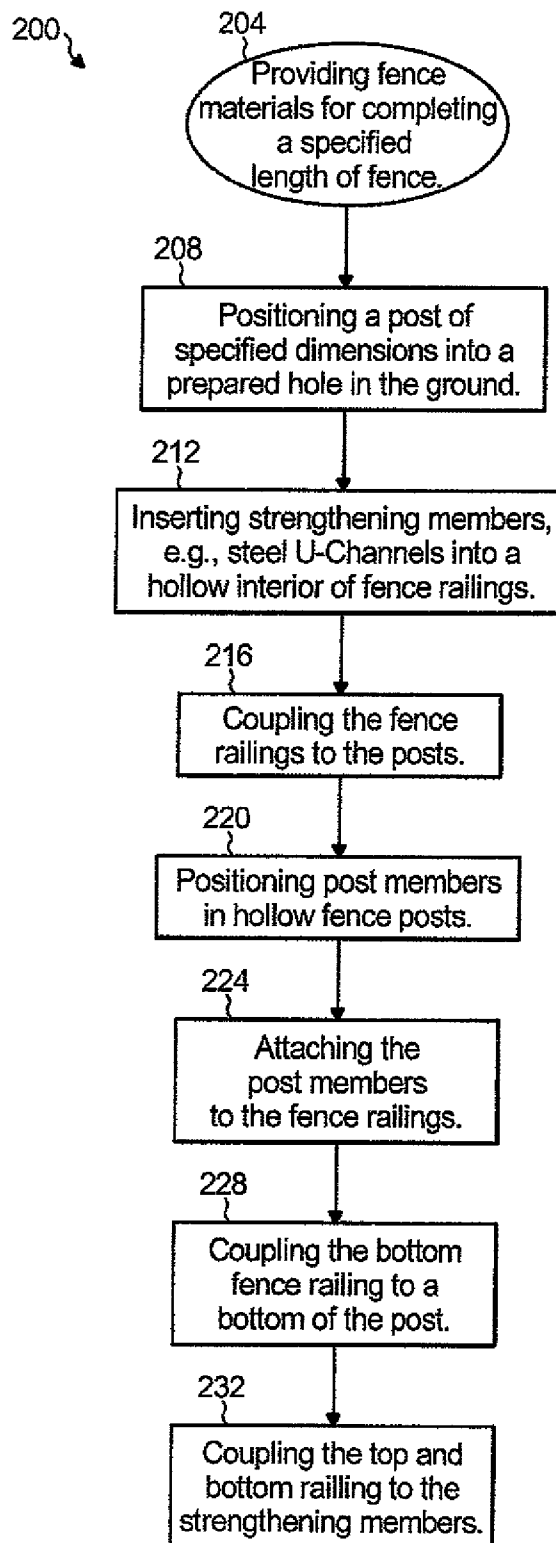 200
204
Providing fence
materials for completing
a specified
length of fence.
208
Positioning a post of
specified dimensions into a
prepared hole in the ground.
212
Inserting strengthening members,
e.g., steel U-Channels into a
hollow interior of fence railings.
216
Coupling the fence
railings to the posts.
220
Positioning post members
in hollow fence posts.
224
Attaching the
post members
to the fence railings.
228
Coupling the bottom
fence railing to a
bottom of the post.
232
Coupling the top and
bottom railling to the
strengthening members.